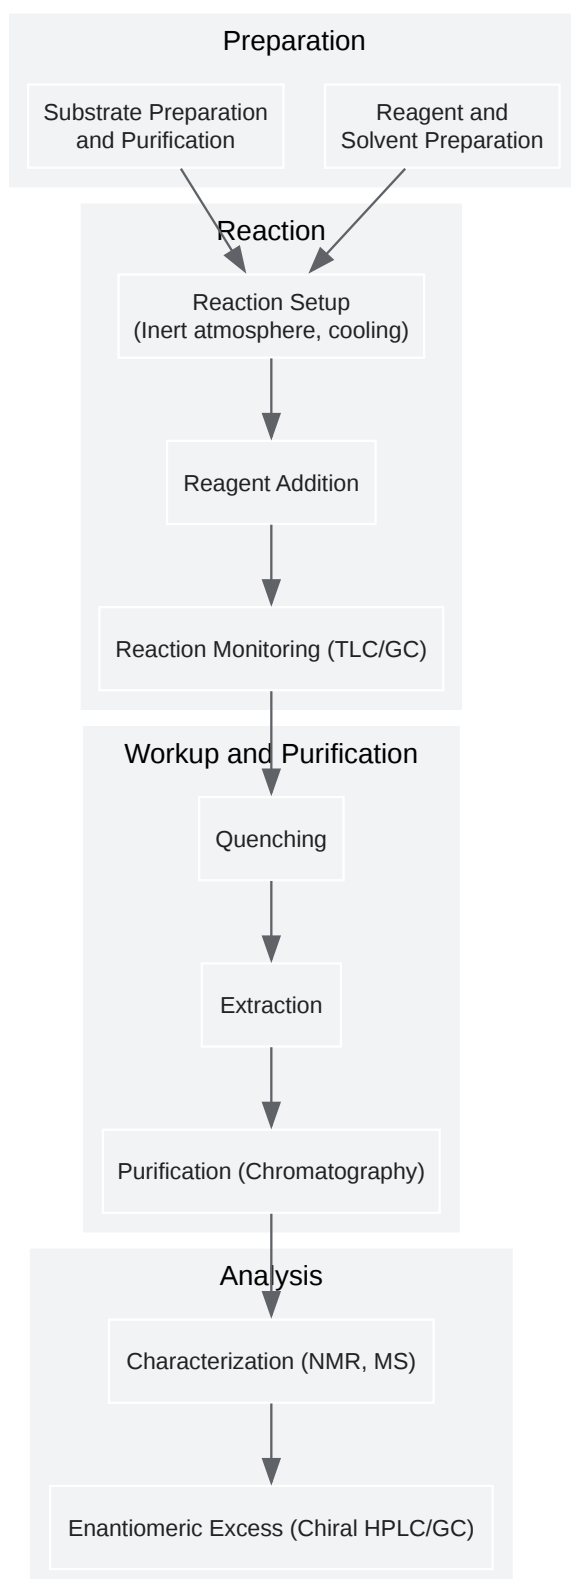 Preparation
Substrate Preparation
and Purification
Reagent and
Solvent Preparation
Reaction
Reaction Setup
(Inert atmosphere, cooling)
Reagent Addition
Reaction Monitoring (TLC/GC)
Workup and Purification
Quenching
Extraction
Purification (Chromatography)
Analysis
Characterization (NMR, MS)
Enantiomeric Excess (Chiral HPLC/GC)